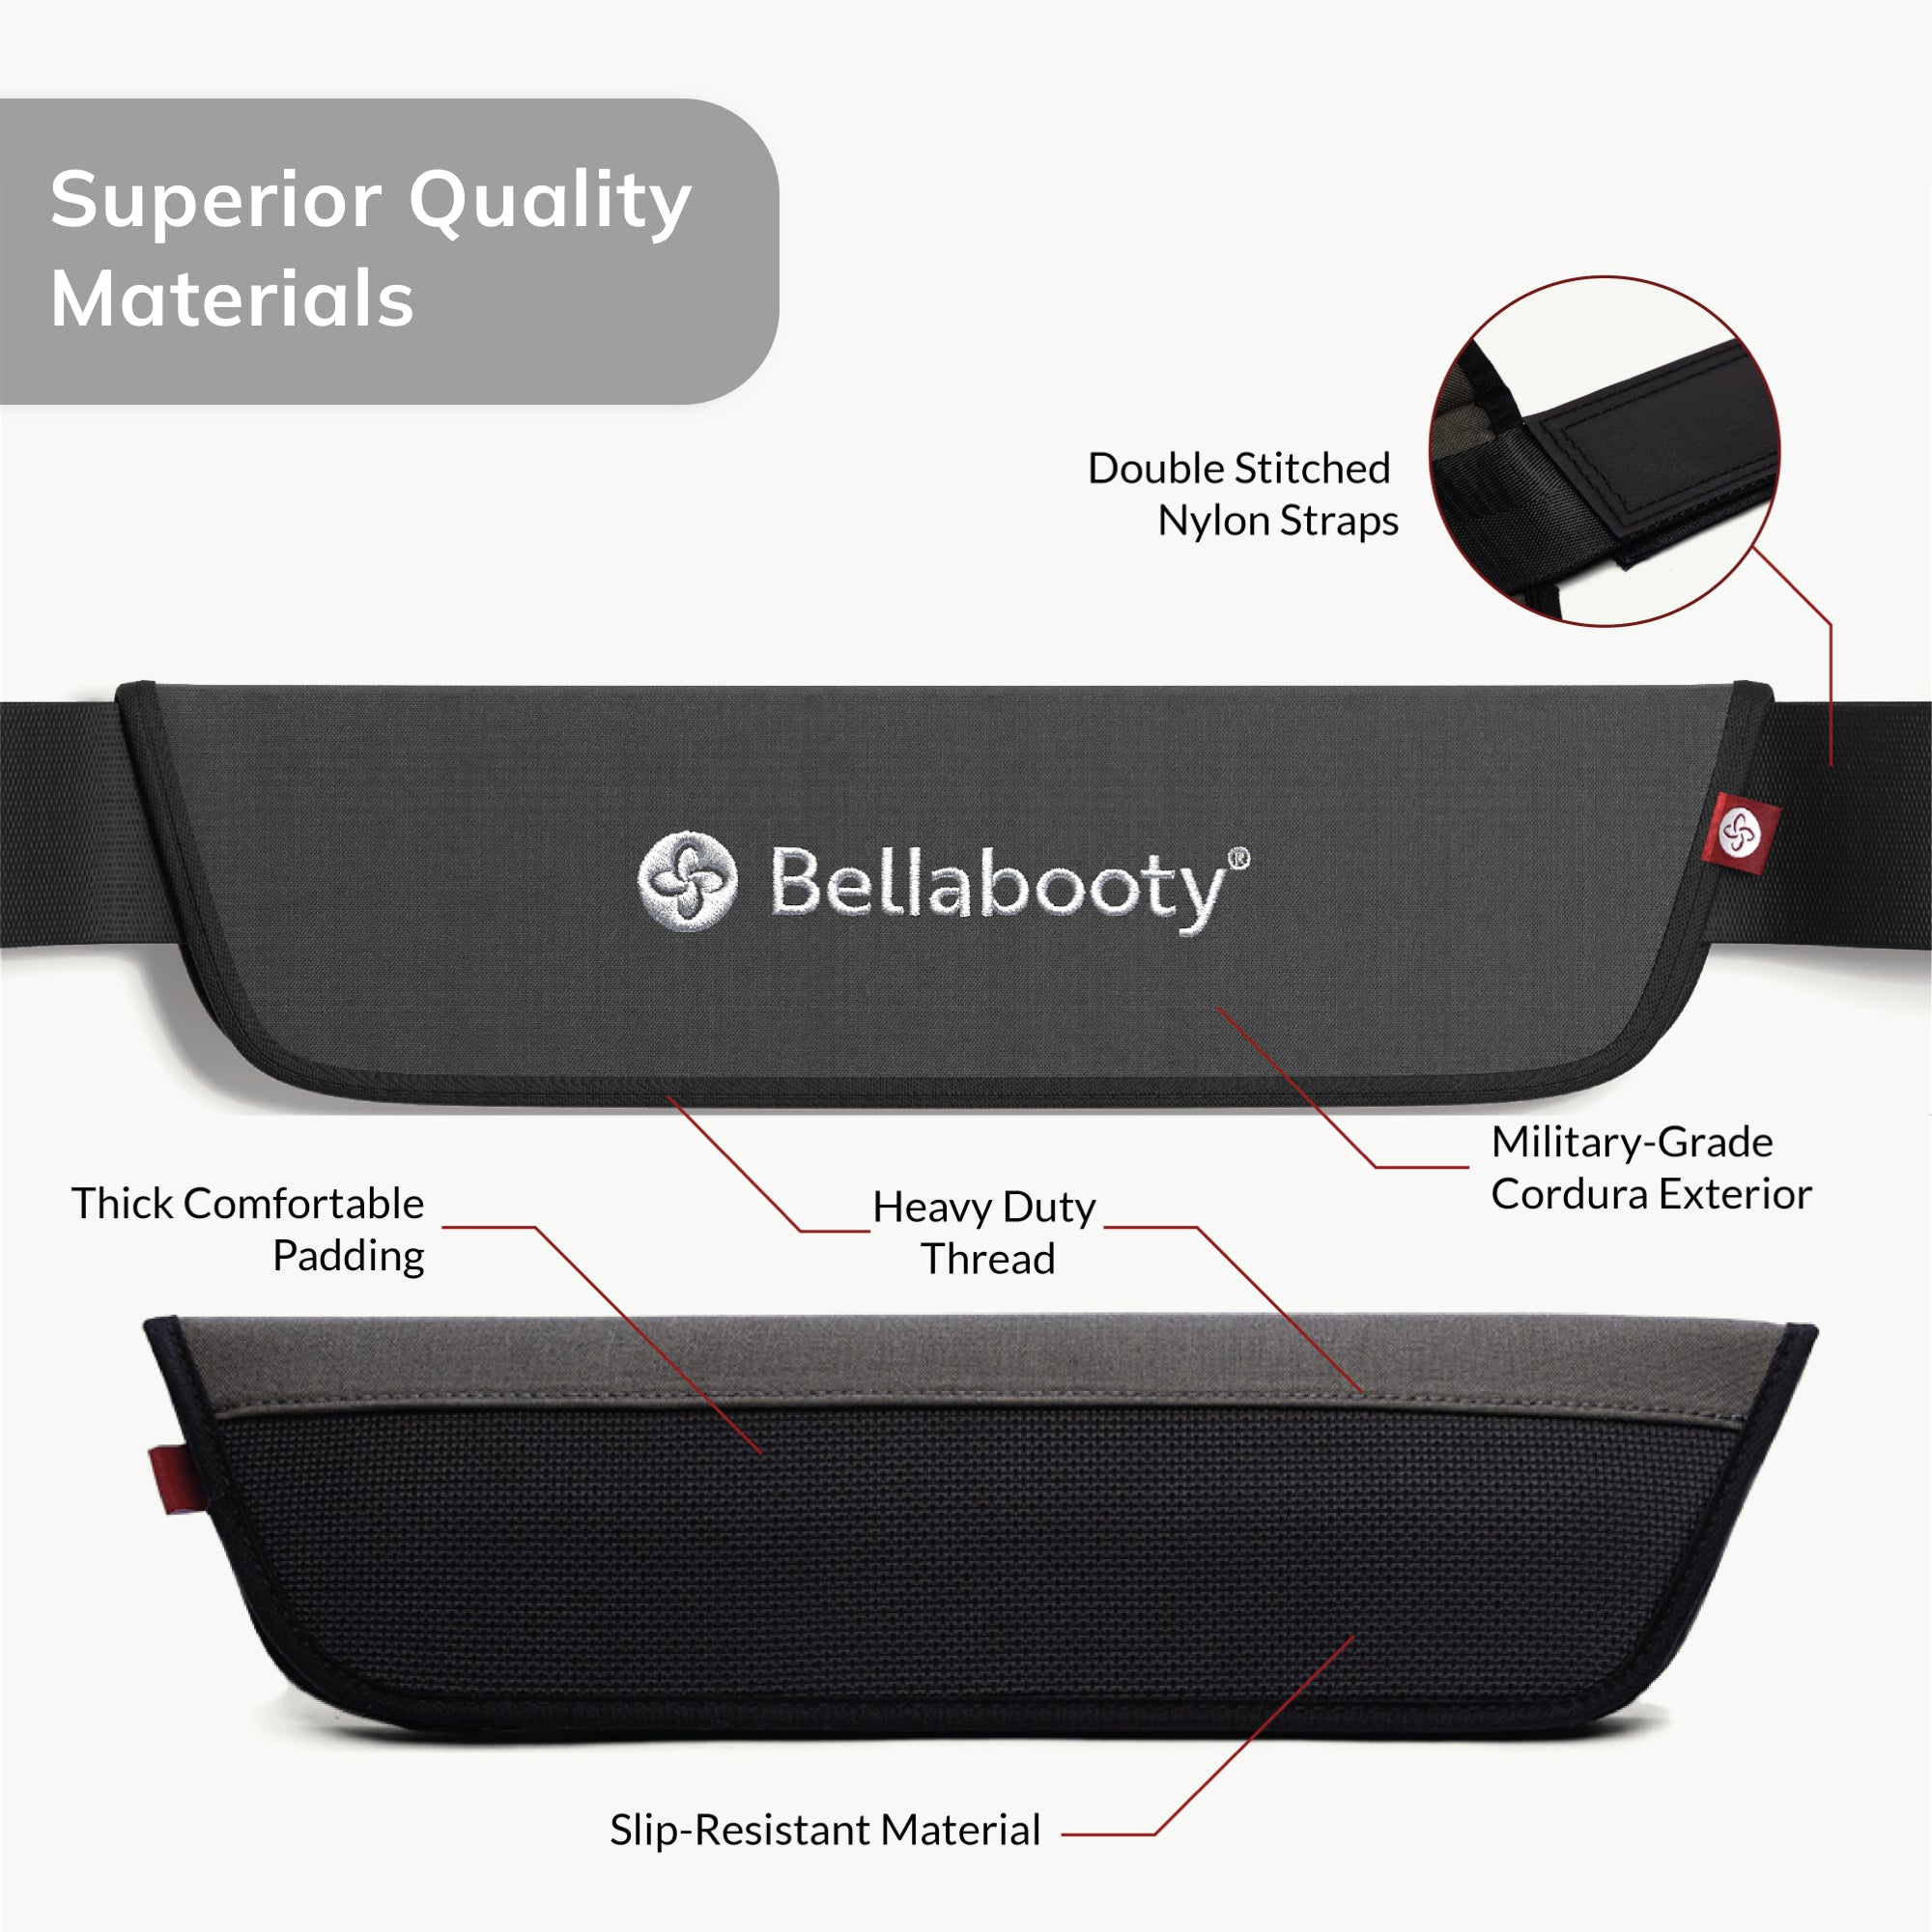 Superior Quality
Materials
Double Stitched
Nylon Straps
Bellabooty®
Military-Grade
Cordura Exterior
Thick Comfortable
Padding
Heavy Duty
Thread
Slip-Resistant Material